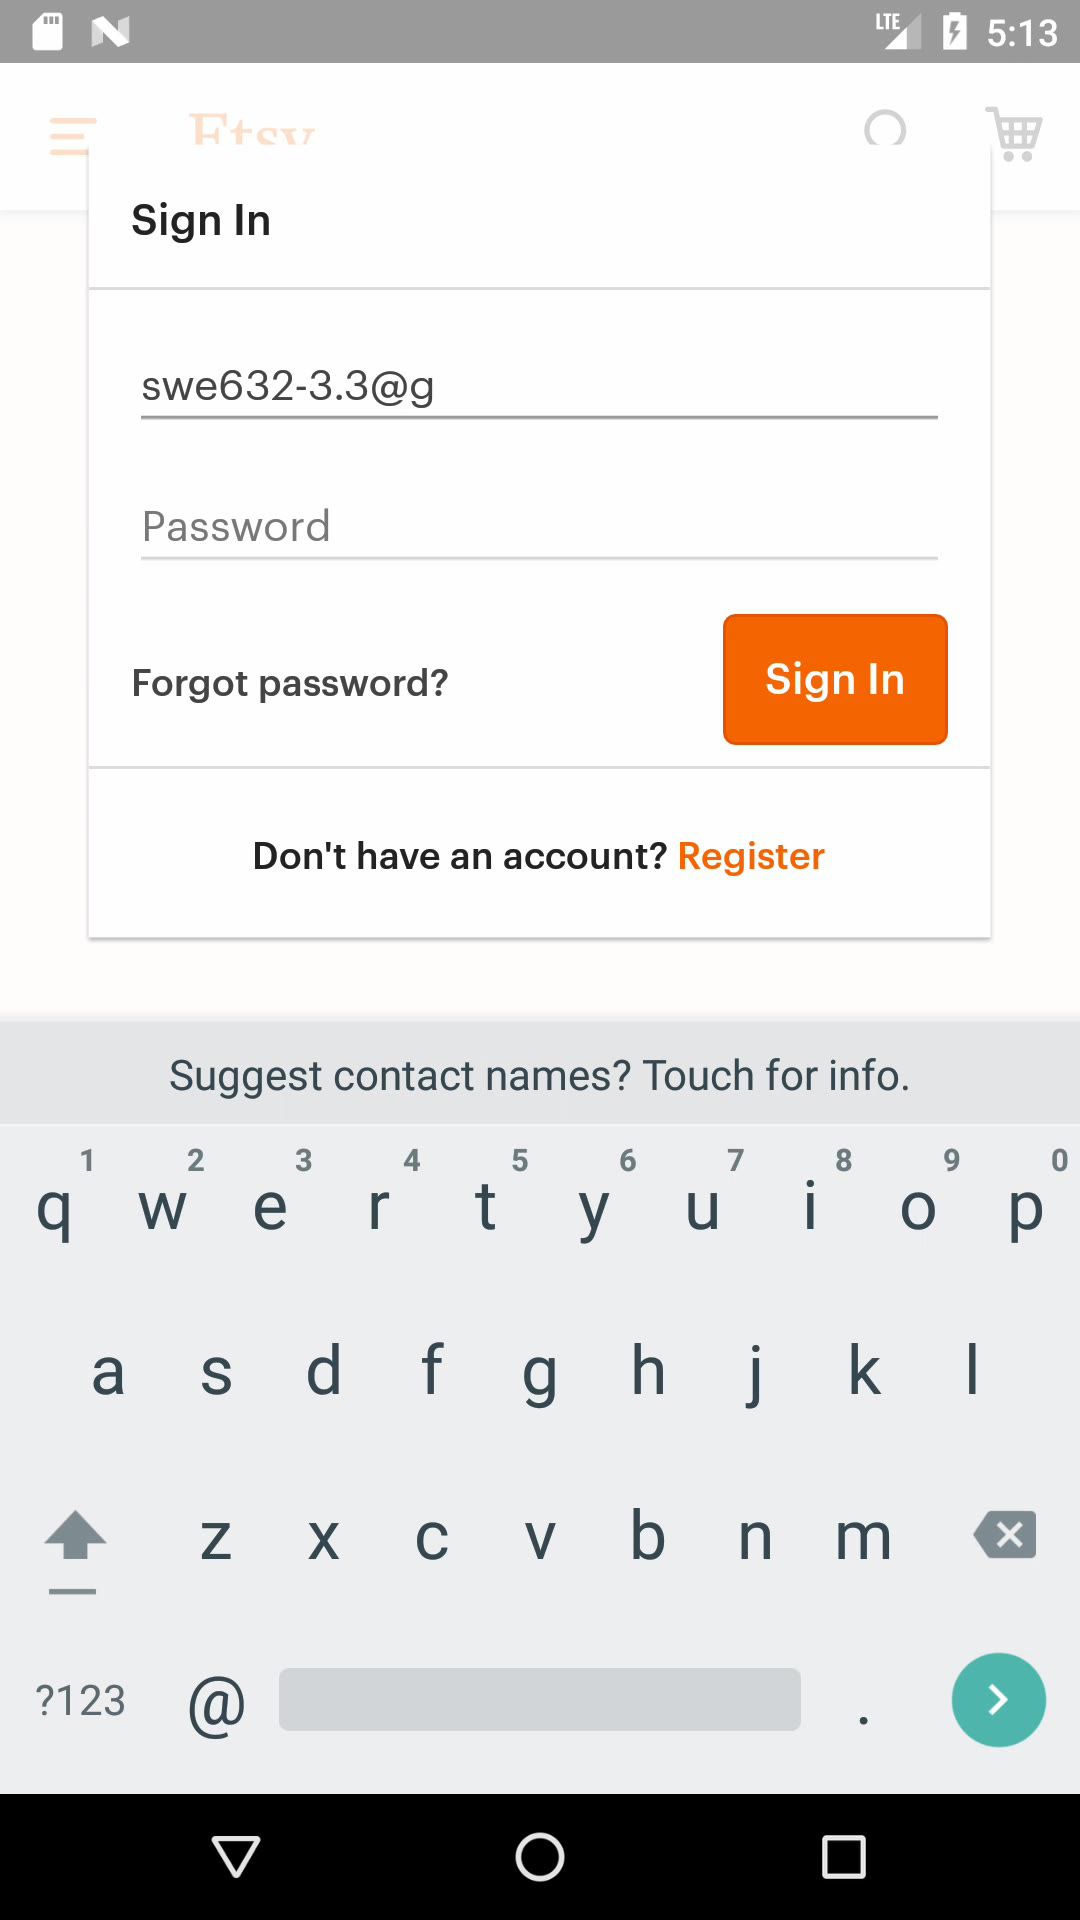 LTE 5:13
Etsy
Sign In
swe632-3.3@g
Password
Forgot password?
Sign In
Don't have an account? Register
Suggest contact names? Touch for info.
1 2 3 4 5 6 7 8 9 0
q w e r t y u i o p
a s d f g h j k l
z x c v b n m
?123 @ .